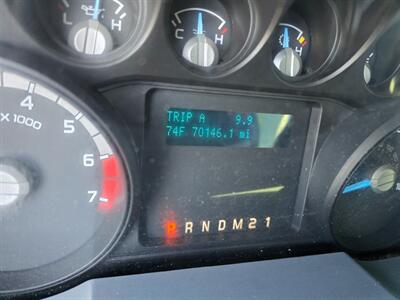 L H C H H
4
x 1000
5
6
7
TRIP A 9.9
74F 70146.1 mi
P R N D M 2 1